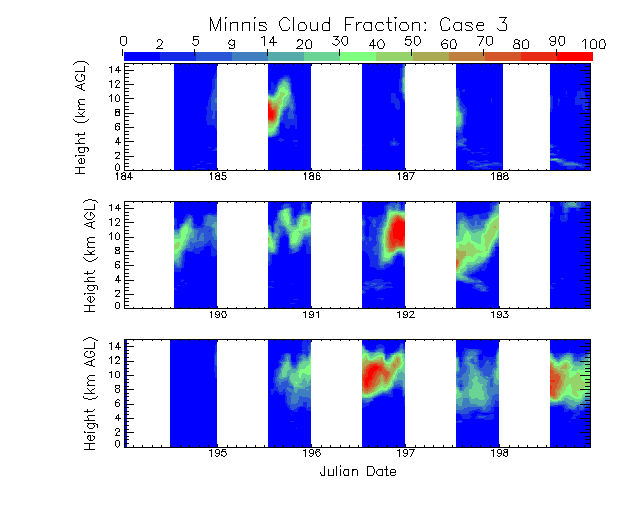 Minnis Cloud Fraction: Case 3
0 2 5 9 14 20 30 40 50 60 70 80 90 100
Height (km AGL)
14
12
10
8
6
4
2
0
184 185 186 187 188
Height (km AGL)
14
12
10
8
6
4
2
0
190 191 192 193
Height (km AGL)
14
12
10
8
6
4
2
0
195 196 197 198
Julian Date